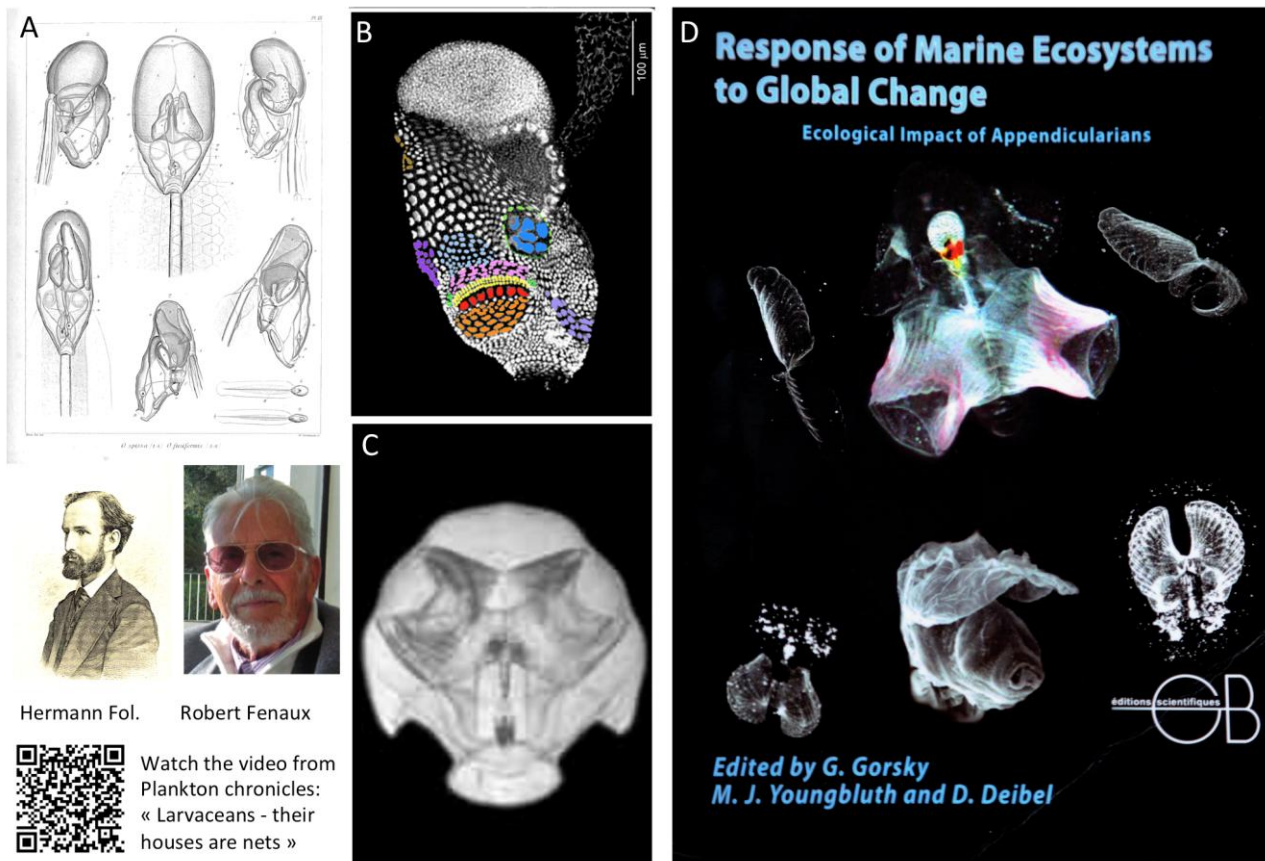 A
Hermann Fol.
Robert Fenaux
Watch the video from
Plankton chronicles:
« Larvaceans - their
houses are nets »
B
100 µm
C
D
Response of Marine Ecosystems
to Global Change
Ecological Impact of Appendicularians
éditions scientifiques
GB
Edited by G. Gorsky
M. J. Youngbluth and D. Deibel